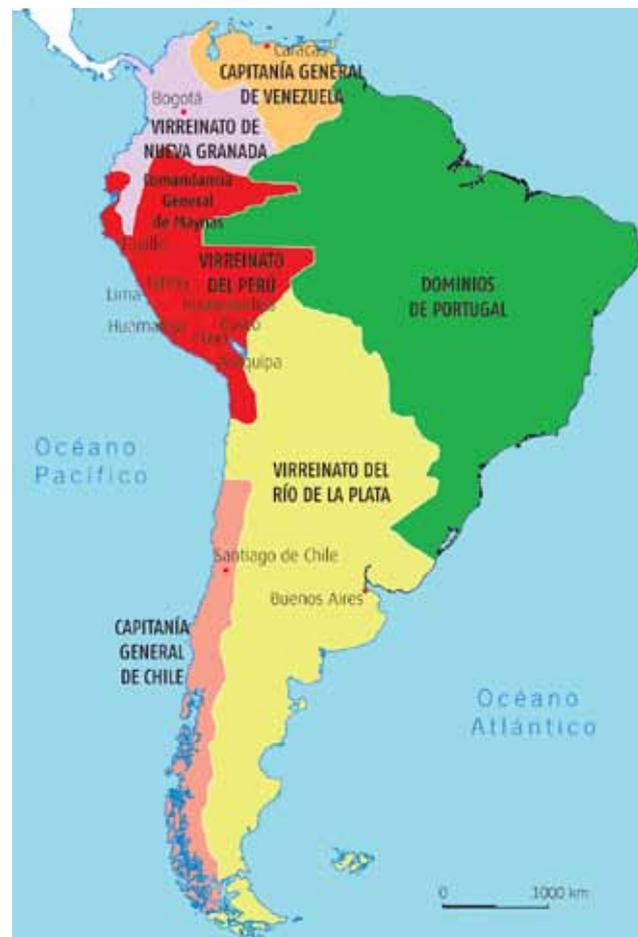 Caracas
CAPITANÍA GENERAL
DE VENEZUELA
Bogotá
VIRREINATO DE
NUEVA GRANADA
Comandancia
General
de Maynas
Trujillo
VIRREINATO
DEL PERÚ
DOMINIOS
DE PORTUGAL
Lima
Huamanga
Cusco
Arequipa
Océano
Pacífico
VIRREINATO DEL
RÍO DE LA PLATA
Santiago de Chile
Buenos Aires
CAPITANÍA
GENERAL
DE CHILE
Océano
Atlántico
0 1000 km